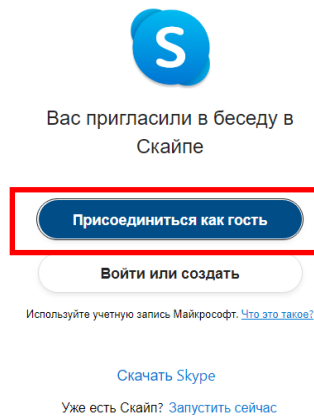 S
Вас пригласили в беседу в
Скайпе
Присоединиться как гость
Войти или создать
Используйте учетную запись Майкрософт. Что это такое?
Скачать Skype
Уже есть Скайп? Запустить сейчас